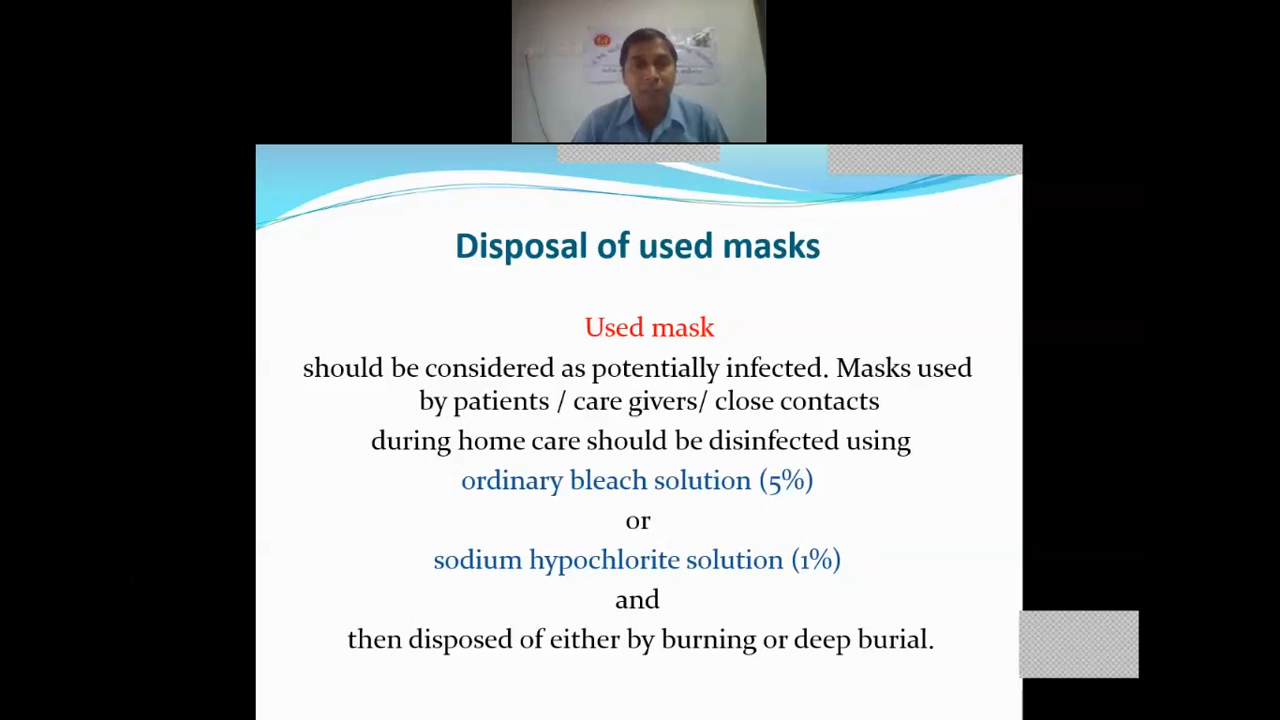 Disposal of used masks
Used mask
should be considered as potentially infected. Masks used
by patients / care givers/ close contacts
during home care should be disinfected using
ordinary bleach solution (5%)
or
sodium hypochlorite solution (1%)
and
then disposed of either by burning or deep burial.